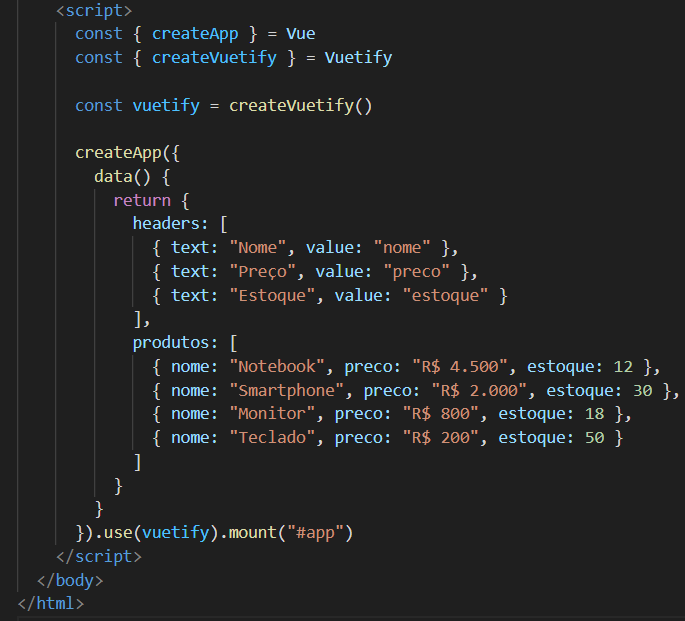 <script>
const { createApp } = Vue
const { createVuetify } = Vuetify
const vuetify = createVuetify()
createApp({
data() {
return {
headers: [
{ text: "Nome", value: "nome" },
{ text: "Preço", value: "preco" },
{ text: "Estoque", value: "estoque" }
],
produtos: [
{ nome: "Notebook", preco: "R$ 4.500", estoque: 12 },
{ nome: "Smartphone", preco: "R$ 2.000", estoque: 30 },
{ nome: "Monitor", preco: "R$ 800", estoque: 18 },
{ nome: "Teclado", preco: "R$ 200", estoque: 50 }
]
}
}
}).use(vuetify).mount("#app")
</script>
</body>
</html>